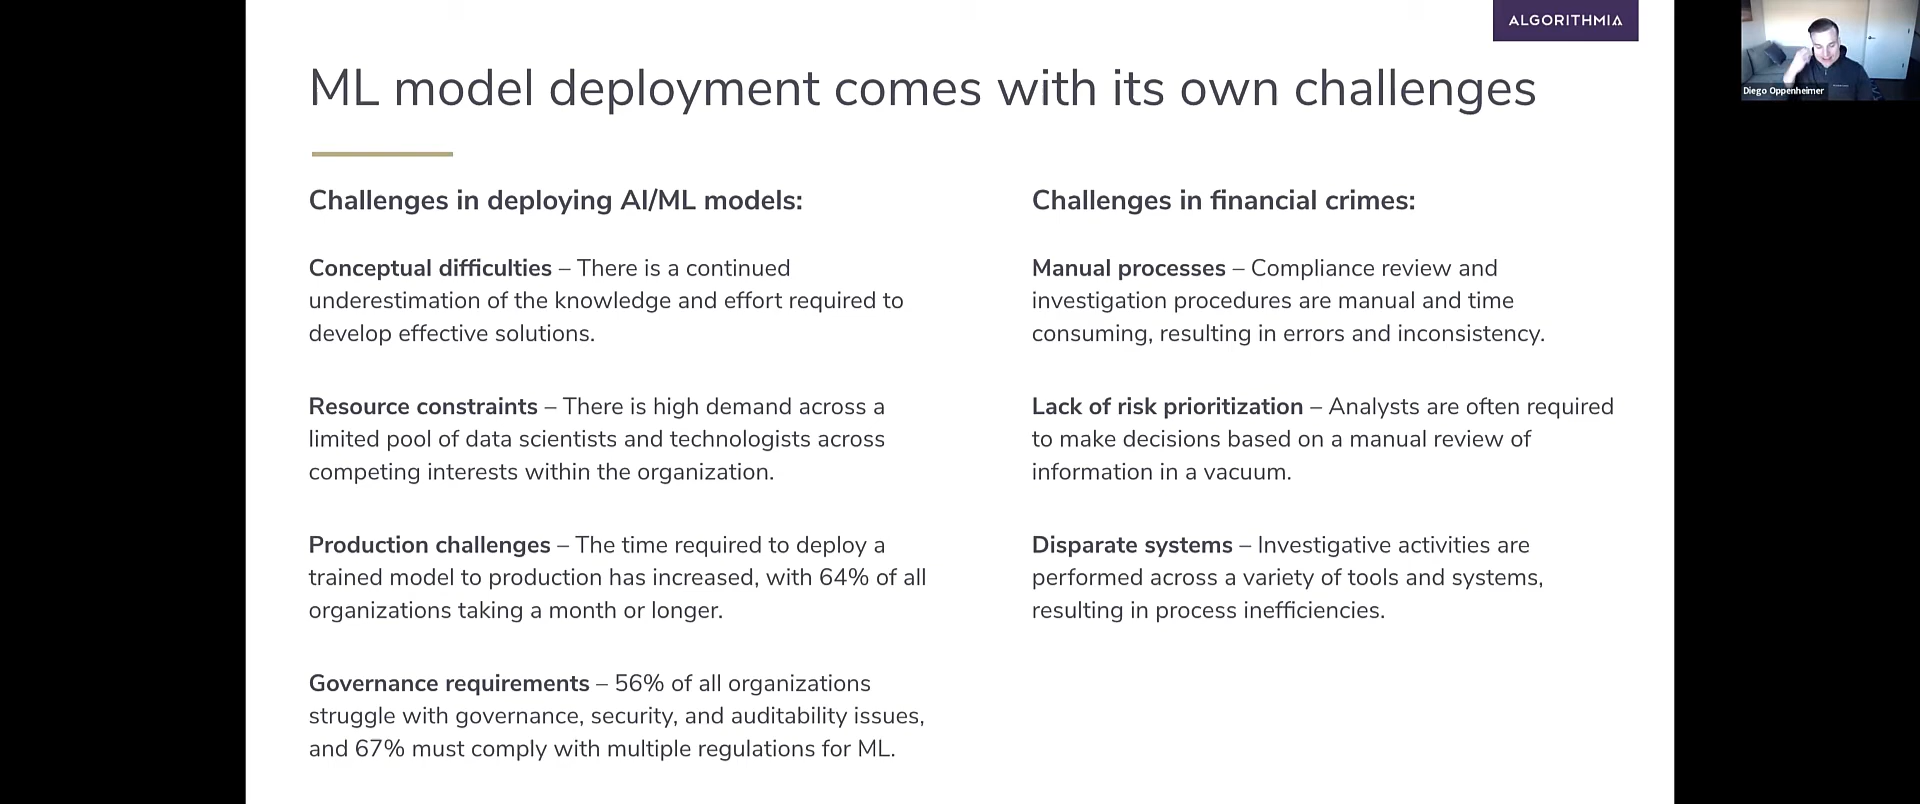 ALGORITHMIA
ML model deployment comes with its own challenges
Challenges in deploying AI/ML models:
Conceptual difficulties – There is a continued
underestimation of the knowledge and effort required to
develop effective solutions.
Resource constraints – There is high demand across a
limited pool of data scientists and technologists across
competing interests within the organization.
Production challenges – The time required to deploy a
trained model to production has increased, with 64% of all
organizations taking a month or longer.
Governance requirements – 56% of all organizations
struggle with governance, security, and auditability issues,
and 67% must comply with multiple regulations for ML.
Challenges in financial crimes:
Manual processes – Compliance review and
investigation procedures are manual and time
consuming, resulting in errors and inconsistency.
Lack of risk prioritization – Analysts are often required
to make decisions based on a manual review of
information in a vacuum.
Disparate systems – Investigative activities are
performed across a variety of tools and systems,
resulting in process inefficiencies.
Diego Oppenheimer